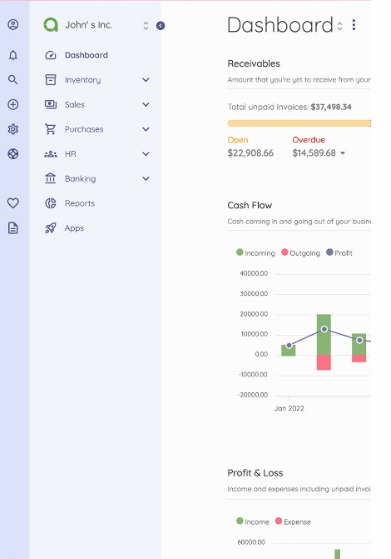 John' s Inc.
Dashboard
Inventory
Sales
Purchases
HR
Banking
Reports
Apps
Dashboard
Receivables
Amount that you're yet to receive from your
Total unpaid invoices: $37,498.34
Open
Overdue
$22,908.66
$14,589.68
Cash Flow
Cash coming in and going out of your busine
Incoming
Outgoing
Profit
40000.00
30000.00
20000.00
10000.00
0.00
-10000.00
-20000.00
Jan 2022
Profit & Loss
Income and expenses including unpaid invoi
Income
Expense
60000.00